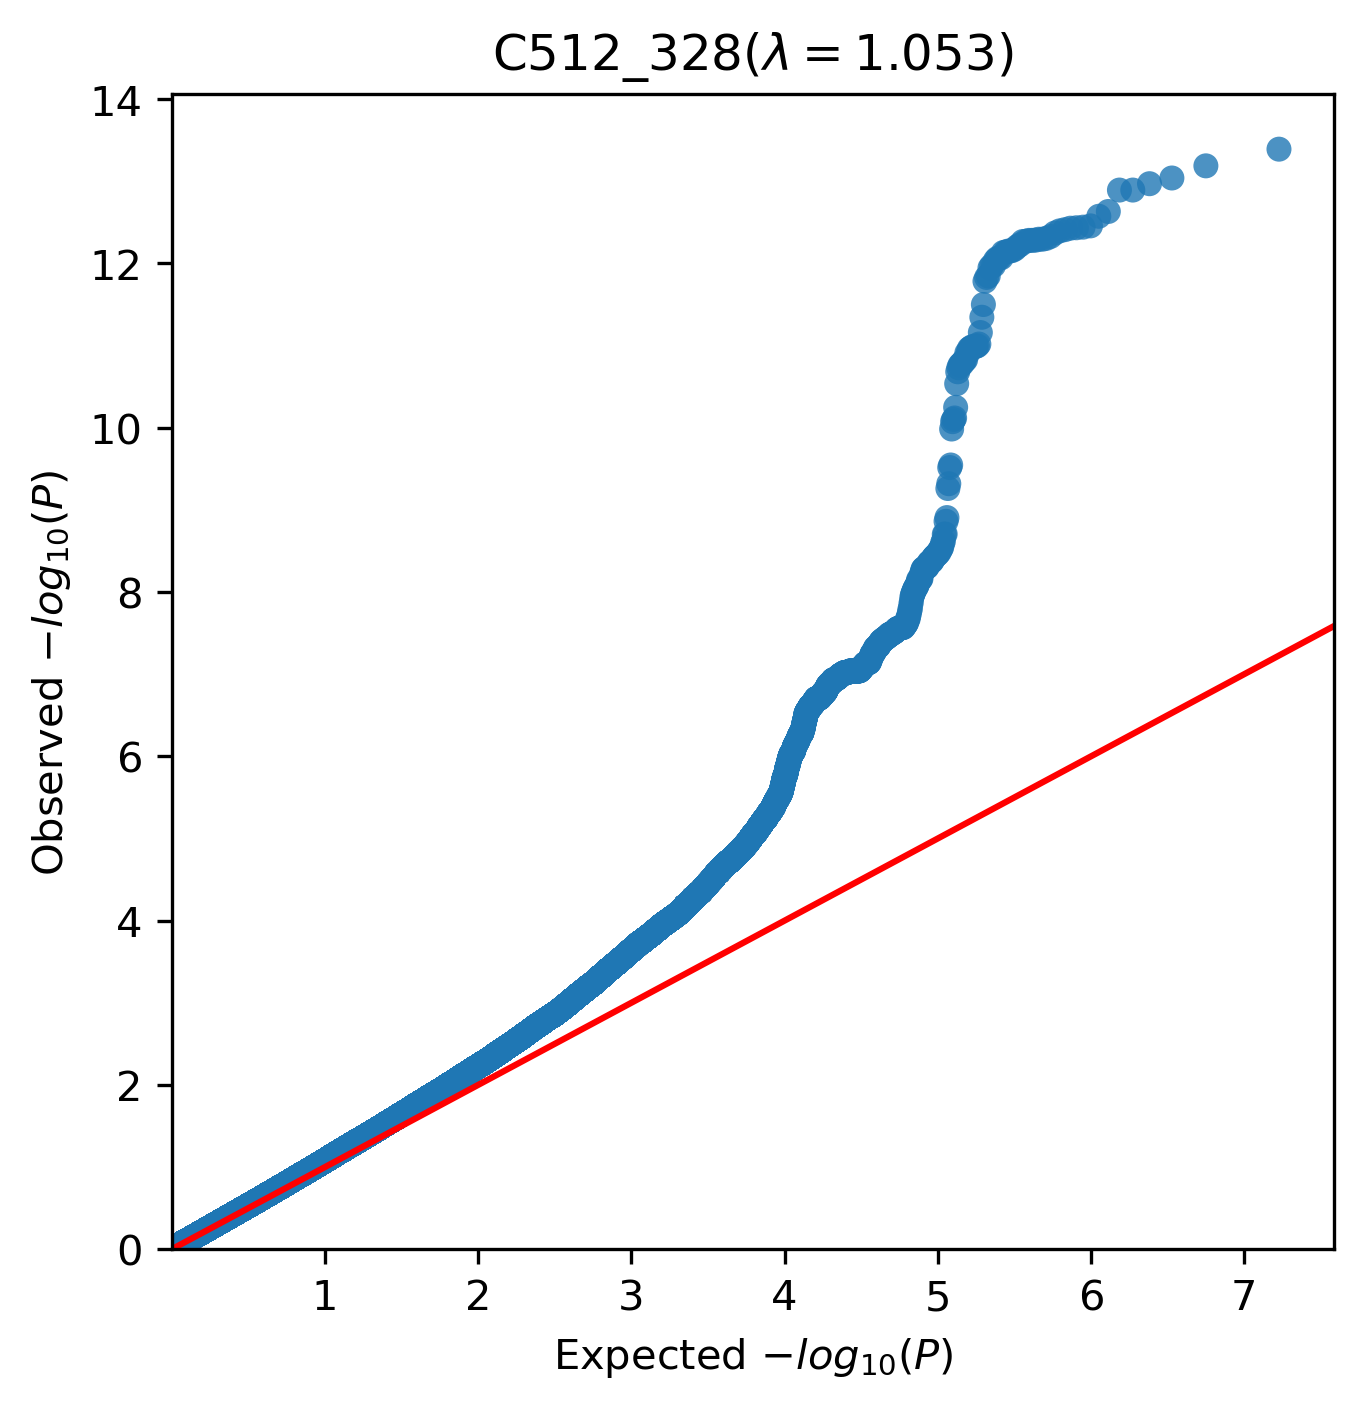 C512_328(λ = 1.053)
14
12
10
8
6
4
2
0
Observed −log₁₀(P)
1 2 3 4 5 6 7
Expected −log₁₀(P)